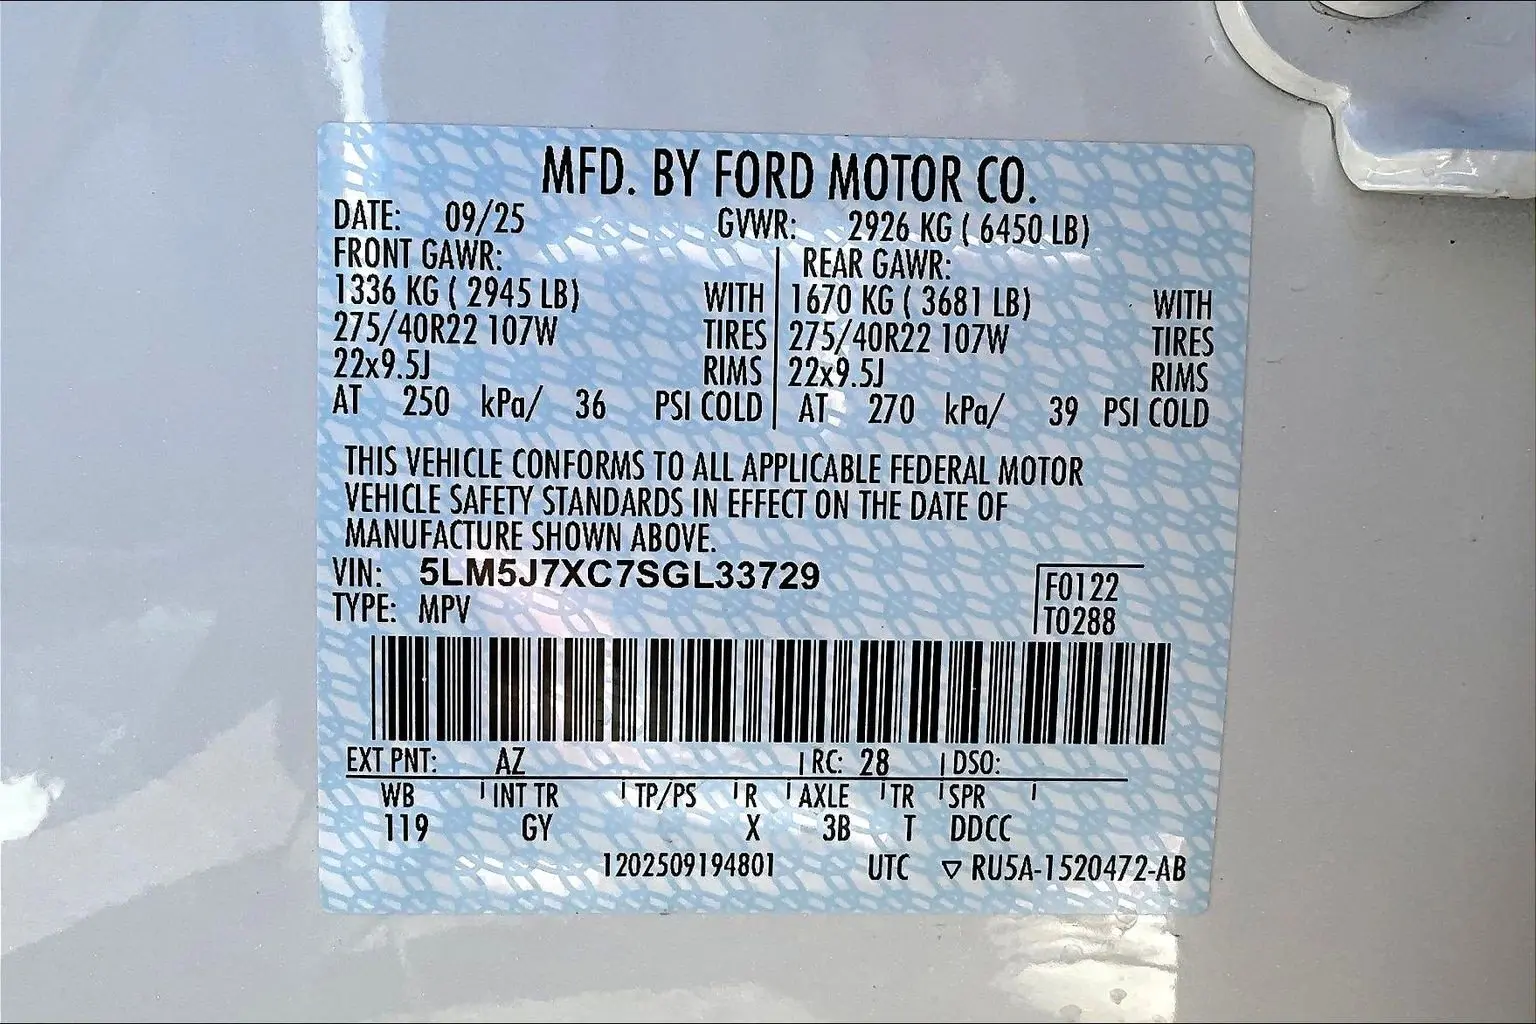 MFD. BY FORD MOTOR CO.
DATE: 09/25 GVWR: 2926 KG ( 6450 LB)
FRONT GAWR: REAR GAWR:
1336 KG ( 2945 LB) WITH 1670 KG ( 3681 LB) WITH
275/40R22 107W TIRES 275/40R22 107W TIRES
22x9.5J RIMS 22x9.5J RIMS
AT 250 kPa/ 36 PSI COLD AT 270 kPa/ 39 PSI COLD
THIS VEHICLE CONFORMS TO ALL APPLICABLE FEDERAL MOTOR
VEHICLE SAFETY STANDARDS IN EFFECT ON THE DATE OF
MANUFACTURE SHOWN ABOVE.
VIN: 5LM5J7XC7SGL33729
F0122
TYPE: MPV
T0288
EXT PNT: AZ RC: 28 DSO:
WB INT TR TP/PS R AXLE TR SPR
119 GY X 3B T DDCC
1202509194801 UTC ▽ RU5A-1520472-AB